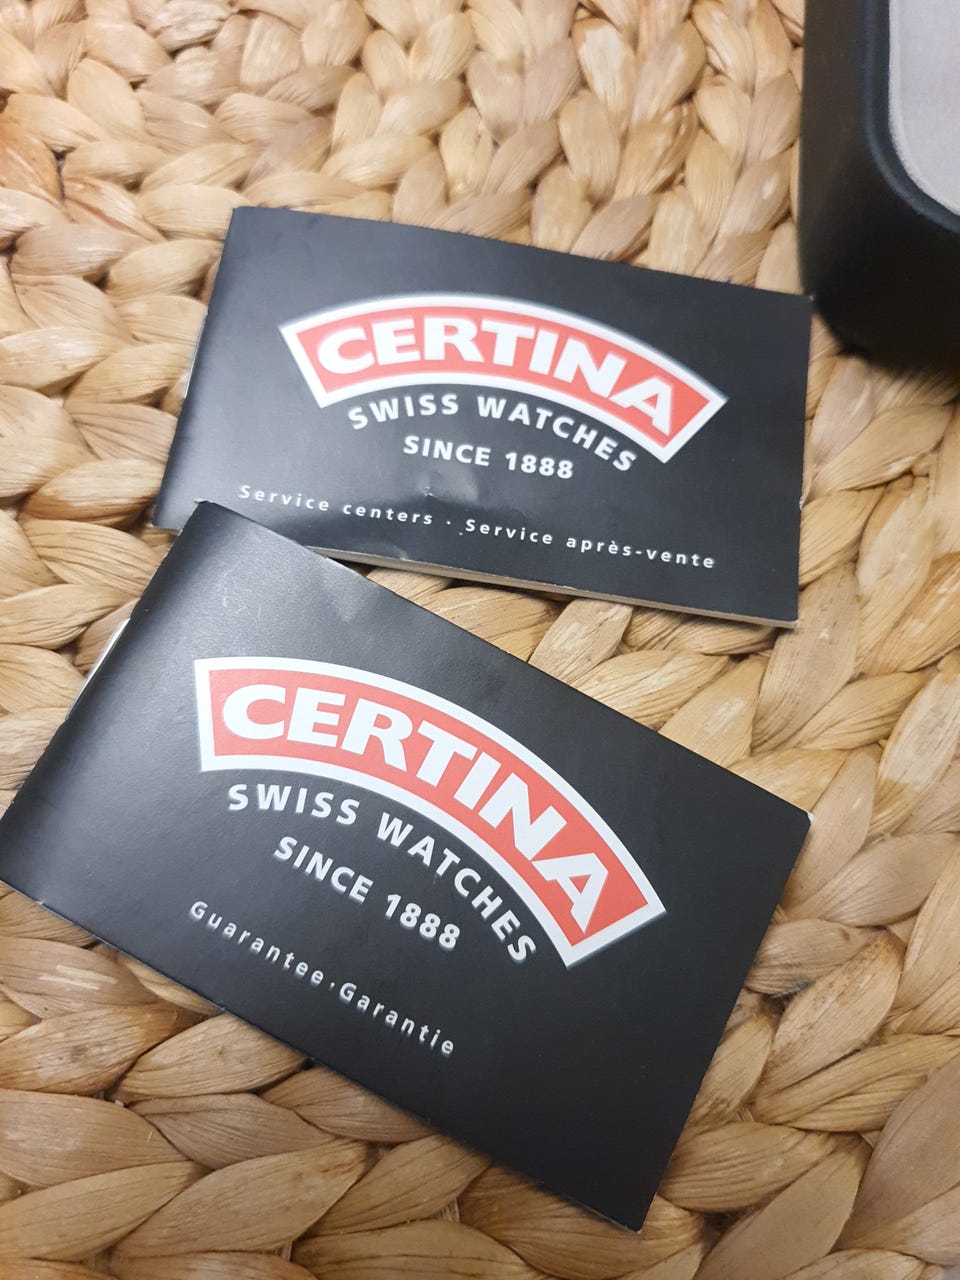 CERTINA
SWISS WATCHES
SINCE 1888
Service centers · Service après-vente
CERTINA
SWISS WATCHES
SINCE 1888
Guarantee·Garantie